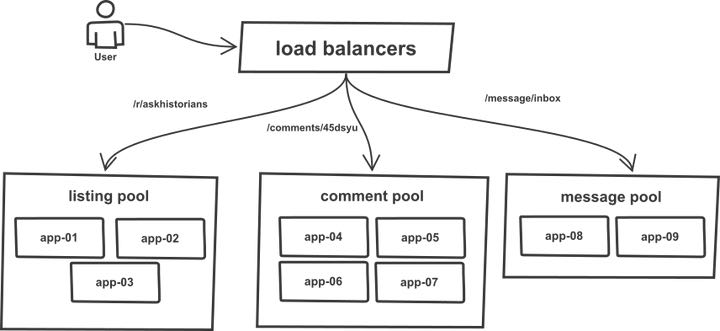 User
load balancers
/r/askhistorians
/comments/45dsyu
/message/inbox
listing pool
app-01
app-02
app-03
comment pool
app-04
app-05
app-06
app-07
message pool
app-08
app-09